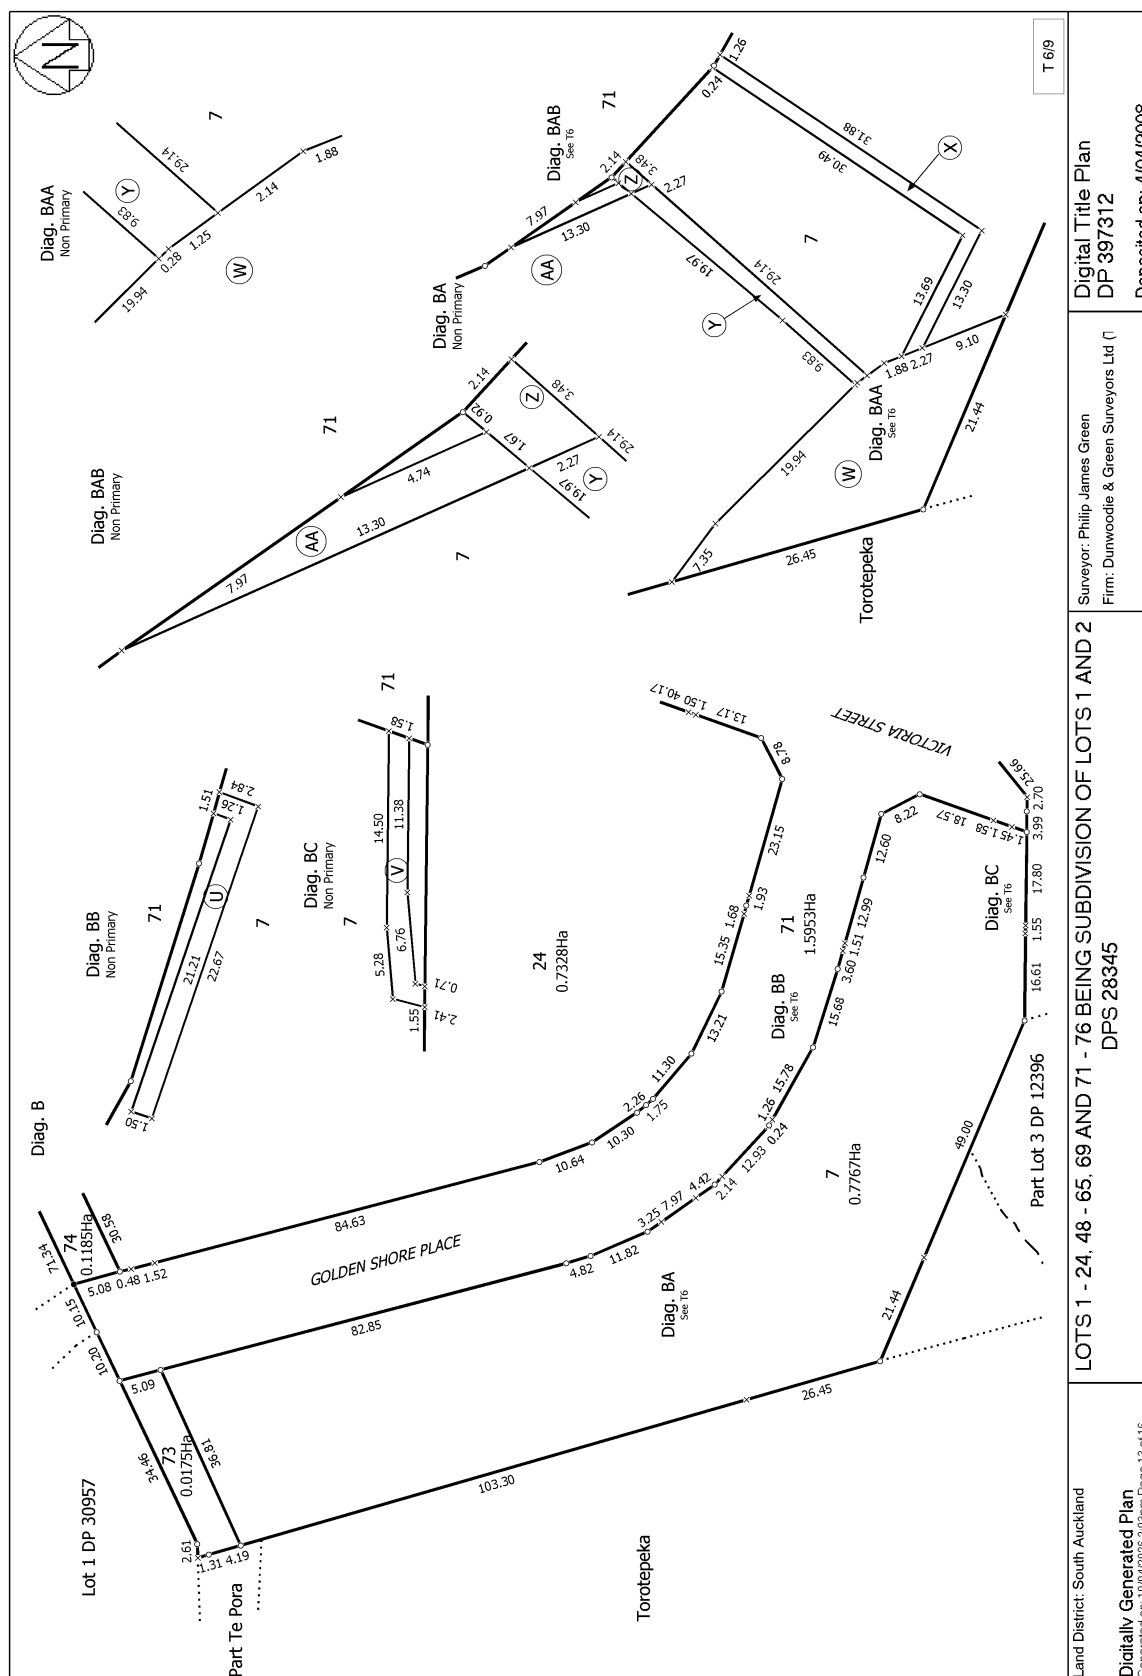 N
T 6/9
Diag. BAA
Non Primary
7
29.14
Y
9.83
1.88
2.14
1.25
0.28
19.94
W
Diag. BAB
See T6
71
1.26
0.24
2.14
3.48
Z
2.27
7.97
13.30
AA
31.88
30.49
X
7
19.97
29.14
Y
9.83
13.69
13.30
1.88
2.27
9.10
Diag. BAA
See T6
21.44
19.94
W
7.35
26.45
Torotepeka
Diag. BA
Non Primary
Diag. BAB
Non Primary
71
2.14
0.92
3.48
Z
1.67
4.74
2.27
29.14
19.97
Y
13.30
AA
7.97
7
Diag. BB
Non Primary
71
1.51
2.84
1.26
U
21.21
22.67
7
1.50
Diag. BC
Non Primary
71
1.58
14.50
11.38
V
7
6.76
5.28
0.71
1.55
2.41
Diag. B
24
0.7328Ha
40.17
1.50
13.17
8.78
VICTORIA STREET
23.15
1.93
1.68
15.35
13.21
11.30
1.75
2.26
10.30
10.64
84.63
GOLDEN SHORE PLACE
71
1.5953Ha
25.66
2.70
3.99
1.45
1.58
18.57
8.22
12.60
12.99
1.51
3.60
15.68
15.78
1.26
0.24
12.93
2.14
4.42
7.97
3.25
11.82
4.82
82.85
Diag. BB
See T6
Diag. BC
See T6
17.80
1.55
16.61
Part Lot 3 DP 12396
49.00
7
0.7767Ha
Diag. BA
See T6
21.44
26.45
103.30
Torotepeka
74
0.1185Ha
71.34
30.58
5.08
0.48
1.52
10.15
10.20
5.09
34.46
73
0.0175Ha
36.81
Lot 1 DP 30957
2.61
1.31
4.19
Part Te Pora
Land District: South Auckland
Digitally Generated Plan
LOTS 1 - 24, 48 - 65, 69 AND 71 - 76 BEING SUBDIVISION OF LOTS 1 AND 2
DPS 28345
Surveyor: Philip James Green
Firm: Dunwoodie & Green Surveyors Ltd (T
Digital Title Plan
DP 397312
Deposited on: 4/04/2008